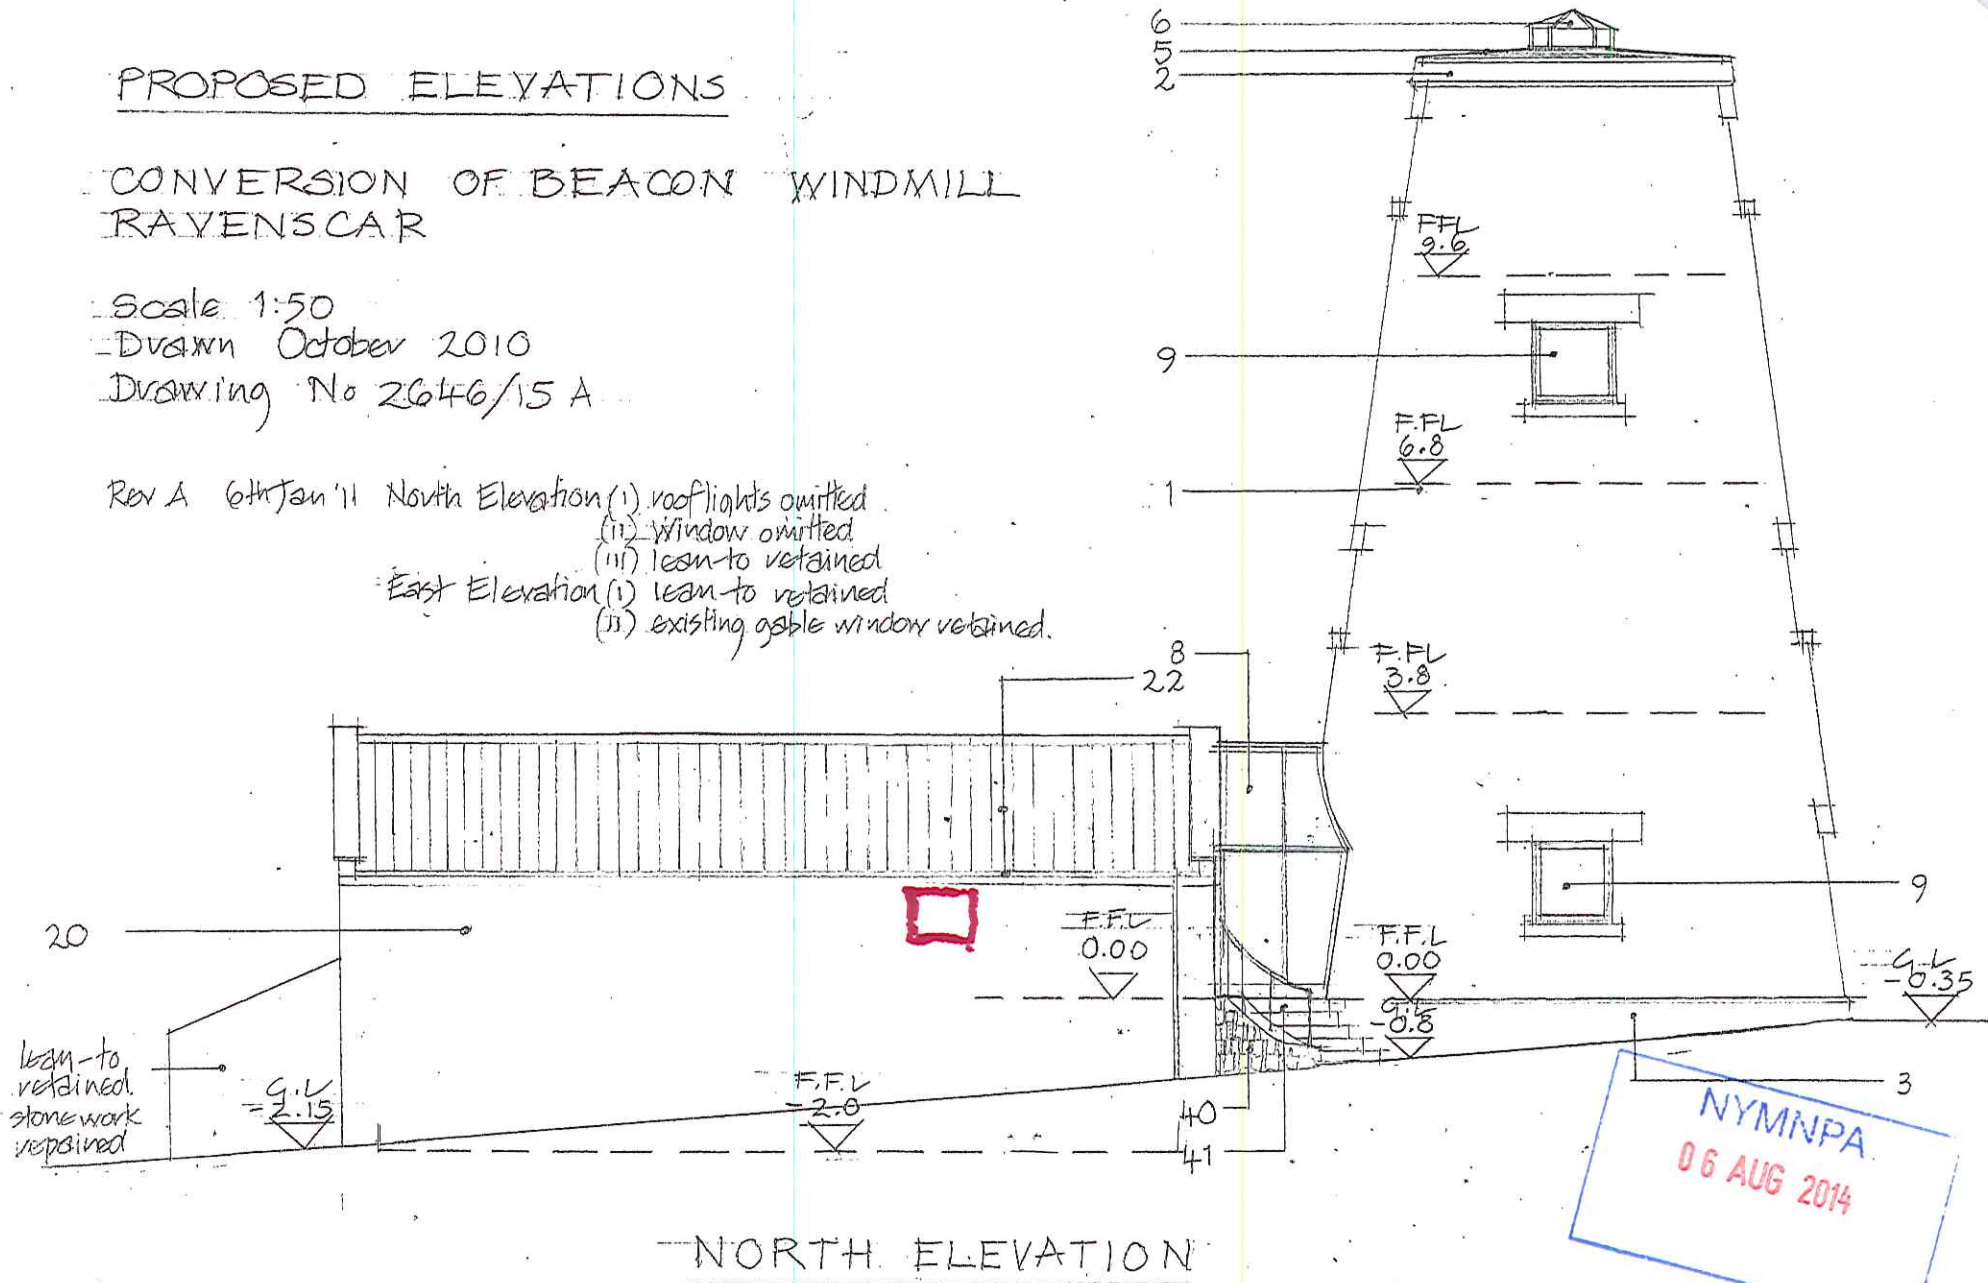 PROPOSED ELEVATIONS
CONVERSION OF BEACON WINDMILL
RAVENSCAR
Scale 1:50
Drawn October 2010
Drawing No 2646/15 A
Rev A 6th Jan '11 North Elevation (i) rooflights omitted
(ii) window omitted
(iii) lean-to retained
East Elevation (i) lean-to retained
(ii) existing gable window retained.
6
5
2
FFL
9.6
9
F.FL
6.8
1
F.FL
3.8
8
22
20
F.F.L
0.00
F.F.L
0.00
9
G.L
-0.35
G.L
-0.8
lean-to
retained.
stonework
repaired
G.L
-2.15
F.F.L
-2.0
40
41
3
NYMNPA
06 AUG 2014
NORTH ELEVATION